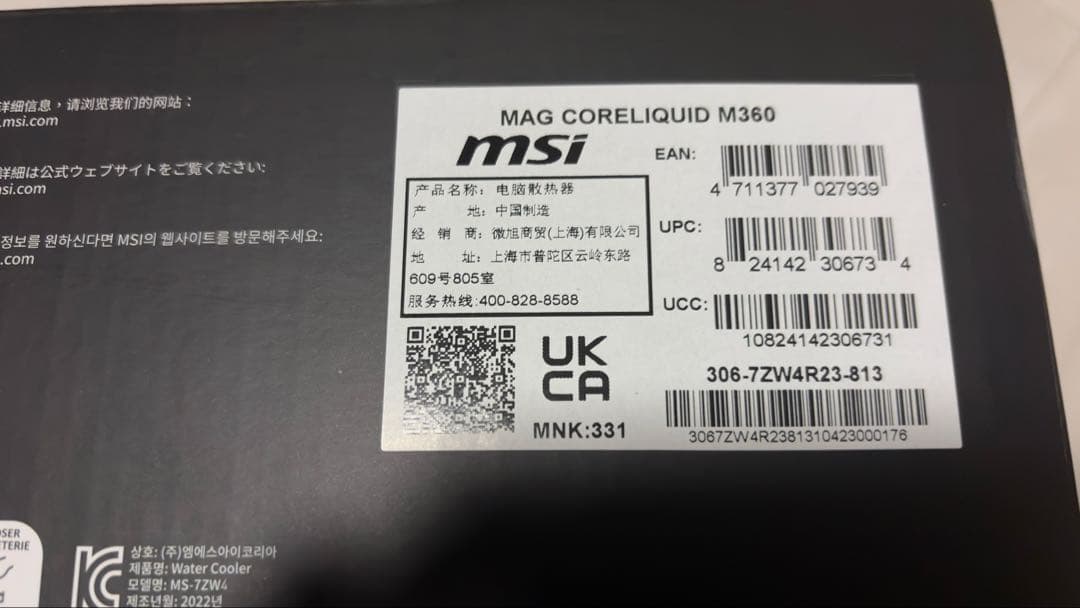 詳細信息，请浏览我们的网站：
.msi.com
詳細は公式ウェブサイトをご覧ください:
si.com
정보를 원하신다면 MSI의 웹사이트를 방문해주세요:
.com
MAG CORELIQUID M360
msi
产品名称：电脑散热器
产 地：中国制造
经 销 商：微旭商贸(上海)有限公司
地 址：上海市普陀区云岭东路
609号805室
服务热线:400-828-8588
EAN:
4 711377 027939
UPC:
8 24142 30673 4
UCC:
10824142306731
306-7ZW4R23-813
3067ZW4R2381310423000176
UK
CA
MNK:331
OSER
ETERIE
상호: (주)엠에스아이코리아
제품명: Water Cooler
모델명: MS-7ZW4
제조년월: 2022년